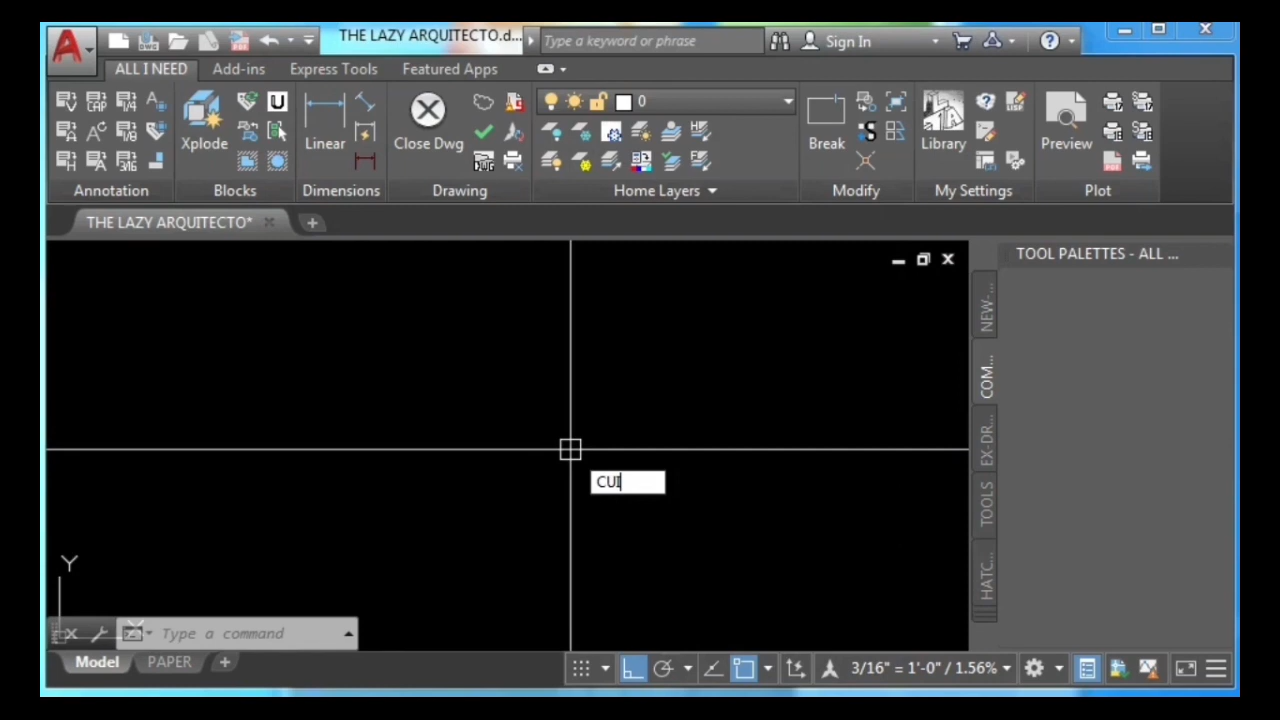 THE LAZY ARQUITECTO.d...
Type a keyword or phrase
Sign In
ALL I NEED
Add-ins
Express Tools
Featured Apps
Xplode
Linear
Close Dwg
0
Break
Library
Preview
Annotation
Blocks
Dimensions
Drawing
Home Layers
Modify
My Settings
Plot
THE LAZY ARQUITECTO*
TOOL PALETTES - ALL ...
NEW-...
COM...
EX-DR...
TOOLS
HATC...
CUI
Y
Type a command
Model
PAPER
3/16" = 1'-0" / 1.56%